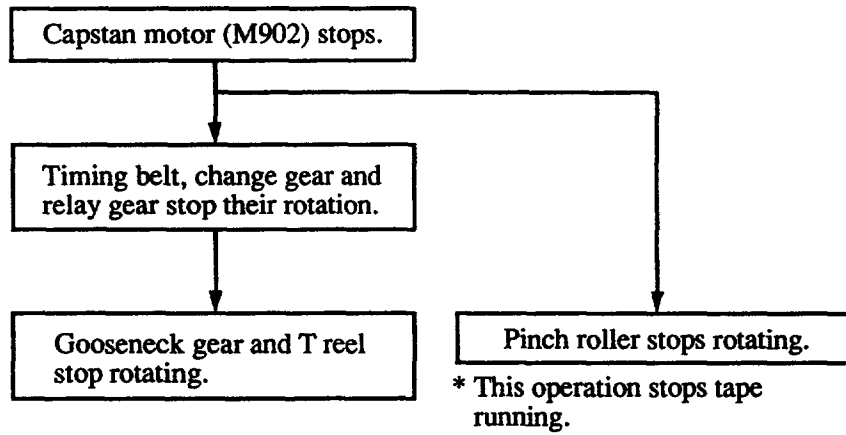 Capstan motor (M902) stops.
Timing belt, change gear and
relay gear stop their rotation.
Gooseneck gear and T reel
stop rotating.
Pinch roller stops rotating.
* This operation stops tape
running.